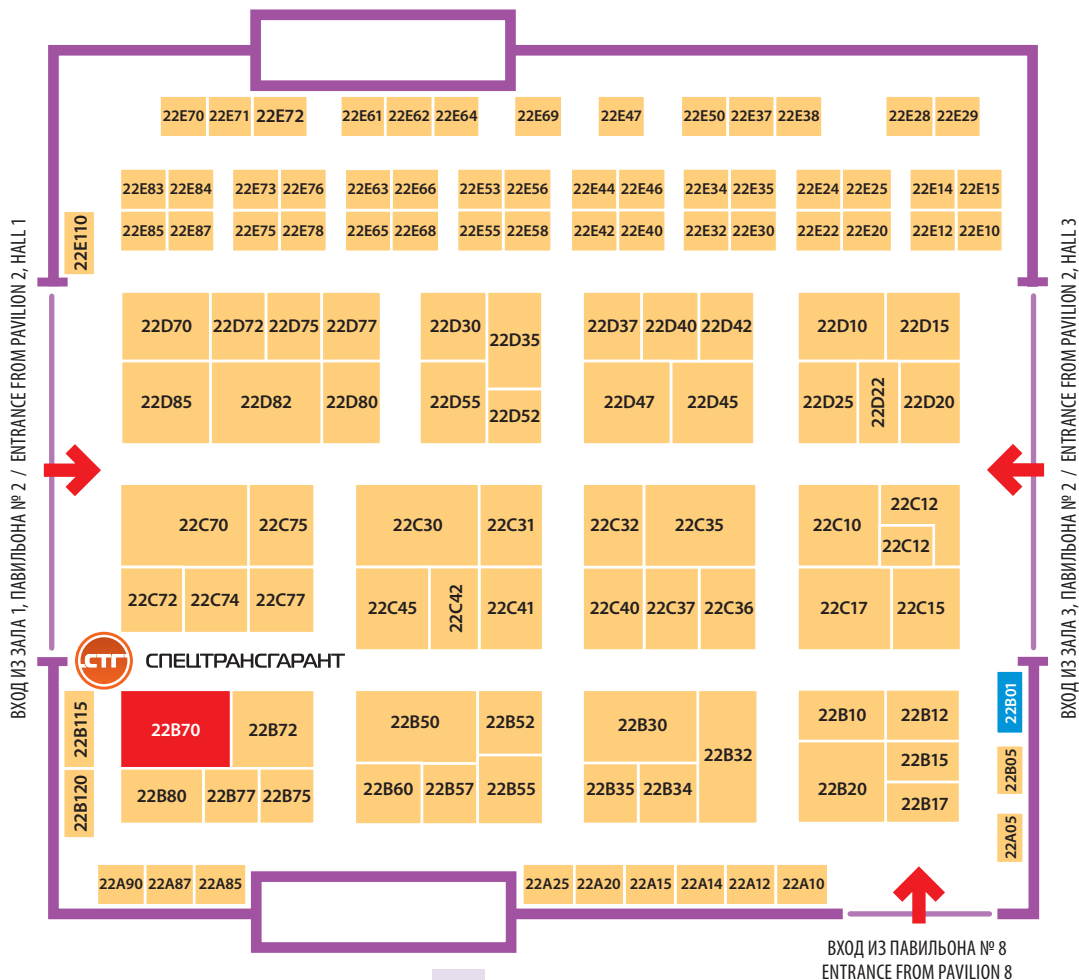 22E70 22E71 22E72 22E61 22E62 22E64 22E69 22E47 22E50 22E37 22E38 22E28 22E29
22E83 22E84 22E73 22E76 22E63 22E66 22E53 22E56 22E44 22E46 22E34 22E35 22E24 22E25 22E14 22E15
22E85 22E87 22E75 22E78 22E65 22E68 22E55 22E58 22E42 22E40 22E32 22E30 22E22 22E20 22E12 22E10
22E110
ВХОД ИЗ ЗАЛА 1, ПАВИЛЬОНА № 2 / ENTRANCE FROM PAVILION 2, HALL 1
ВХОД ИЗ ЗАЛА 3, ПАВИЛЬОНА № 2 / ENTRANCE FROM PAVILION 2, HALL 3
22D70 22D72 22D75 22D77 22D30 22D35 22D37 22D40 22D42 22D10 22D15
22D85 22D82 22D80 22D55 22D52 22D47 22D45 22D25 22D22 22D20
22C70 22C75 22C30 22C31 22C32 22C35 22C10 22C12
22C12
22C72 22C74 22C77 22C45 22C42 22C41 22C40 22C37 22C36 22C17 22C15
СТГ СПЕЦТРАНСГАРАНТ
22B115 22B70 22B72 22B50 22B52 22B30 22B32 22B10 22B12 22B01
22B15 22B05
22B120 22B80 22B77 22B75 22B60 22B57 22B55 22B35 22B34 22B20 22B17
22A05
22A90 22A87 22A85 22A25 22A20 22A15 22A14 22A12 22A10
ВХОД ИЗ ПАВИЛЬОНА № 8
ENTRANCE FROM PAVILION 8